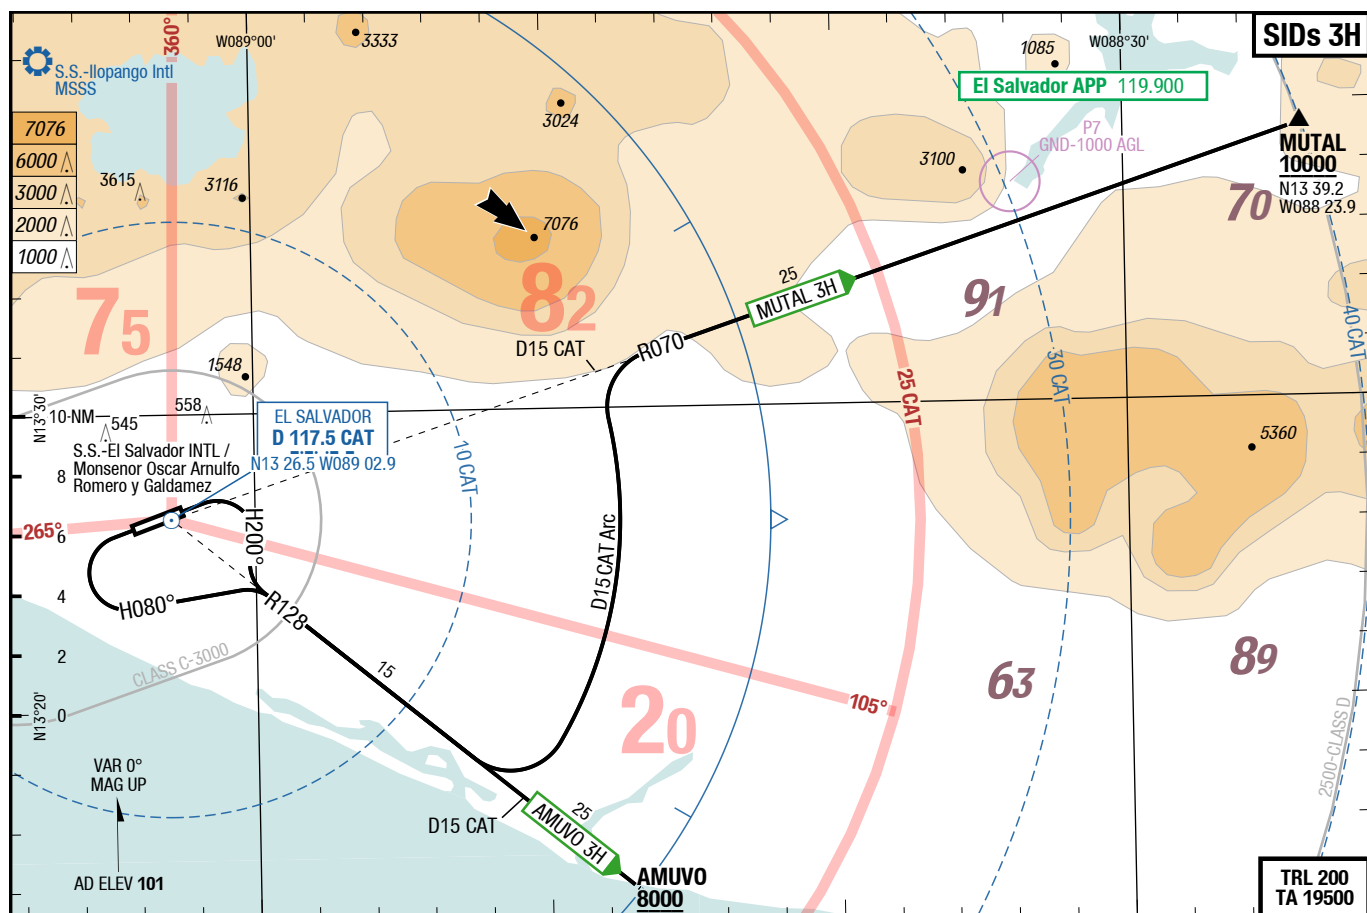 SIDs 3H
360°
W089°00'
W088°30'
3333
1085
S.S.-Ilopango Intl
MSSS
El Salvador APP 119.900
3024
7076
6000
3000
2000
1000
P7
GND-1000 AGL
MUTAL
10000
N13 39.2
W088 23.9
3615
3116
3100
70
7076
82
75
25
MUTAL 3H
91
40 CAT
D15 CAT
R070
30 CAT
25 CAT
1548
N13°30'
10-NM
545
558
EL SALVADOR
D 117.5 CAT
N13 26.5 W089 02.9
10 CAT
5360
S.S.-El Salvador INTL /
Monsenor Oscar Arnulfo
Romero y Galdamez
8
265°
6
H200°
D15 CAT Arc
4
H080°
R128
2
CLASS C-3000
15
63
89
105°
20
N13°20'
0
2500-CLASS D
VAR 0°
MAG UP
25
AMUVO 3H
D15 CAT
AD ELEV 101
AMUVO
8000
TRL 200
TA 19500